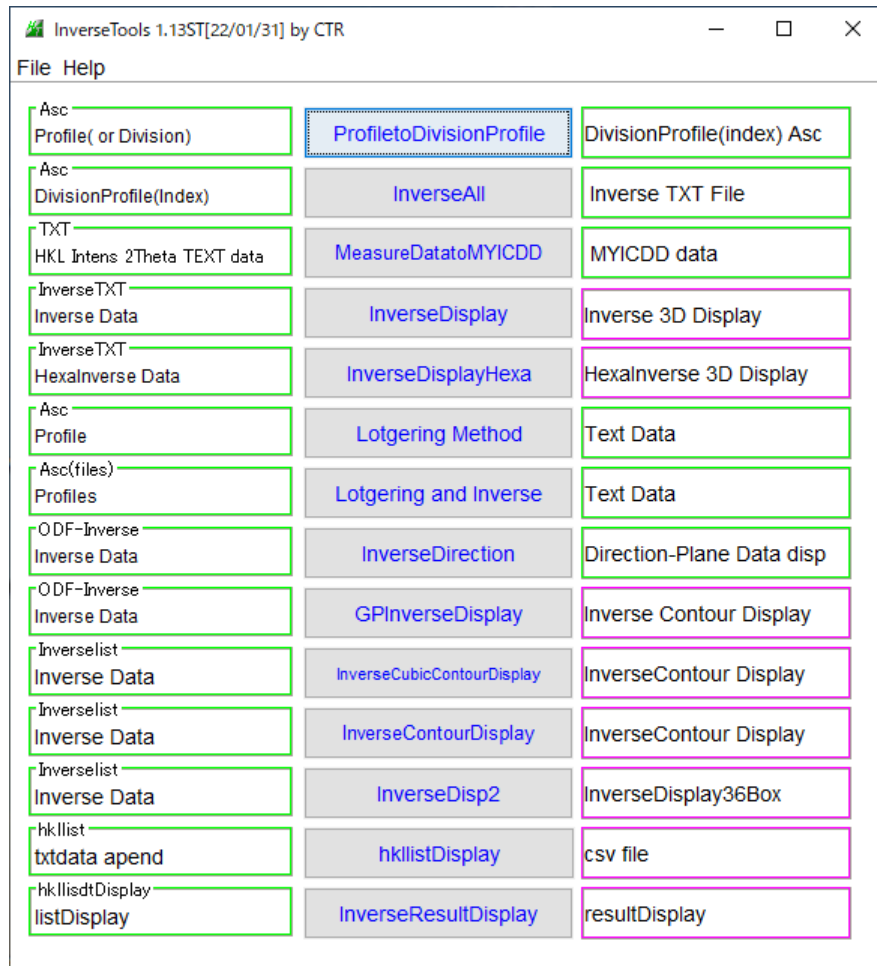 InverseTools 1.13ST[22/01/31] by CTR
File Help
Asc
Profile( or Division) ProfiletoDivisionProfile DivisionProfile(index) Asc
Asc
DivisionProfile(Index) InverseAll Inverse TXT File
TXT
HKL Intens 2Theta TEXT data MeasureDatatoMYICDD MYICDD data
InverseTXT
Inverse Data InverseDisplay Inverse 3D Display
InverseTXT
HexaInverse Data InverseDisplayHexa HexaInverse 3D Display
Asc
Profile Lotgering Method Text Data
Asc(files)
Profiles Lotgering and Inverse Text Data
ODF-Inverse
Inverse Data InverseDirection Direction-Plane Data disp
ODF-Inverse
Inverse Data GPInverseDisplay Inverse Contour Display
Inverselist
Inverse Data InverseCubicContourDisplay InverseContour Display
Inverselist
Inverse Data InverseContourDisplay InverseContour Display
Inverselist
Inverse Data InverseDisp2 InverseDisplay36Box
hkllist
txtdata apend hkllistDisplay csv file
hkllisdtDisplay
listDisplay InverseResultDisplay resultDisplay